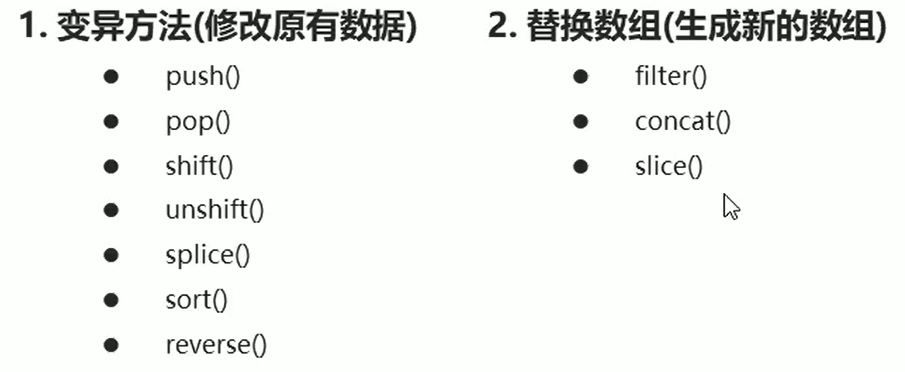 1. 变异方法(修改原有数据)
● push()
● pop()
● shift()
● unshift()
● splice()
● sort()
● reverse()
2. 替换数组(生成新的数组)
● filter()
● concat()
● slice()